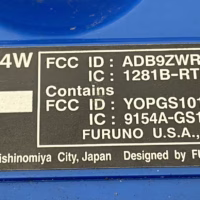 4W
FCC ID : ADB9ZWR
IC : 1281B-RT
Contains
FCC ID : YOPGS101
IC : 9154A-GS1
FURUNO U.S.A.,
ishinomiya City, Japan Designed by FU